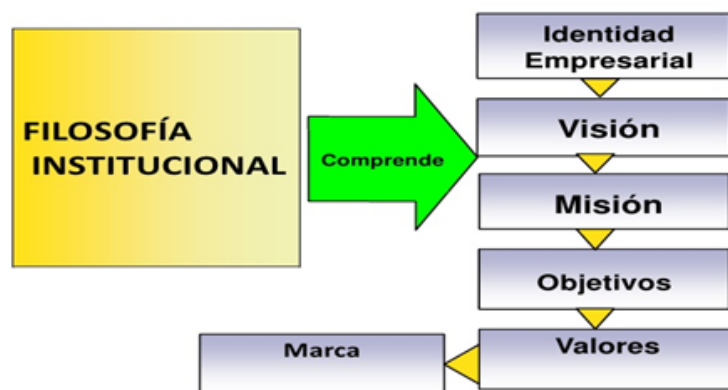 FILOSOFÍA
INSTITUCIONAL
Comprende
Identidad
Empresarial
Visión
Misión
Objetivos
Valores
Marca